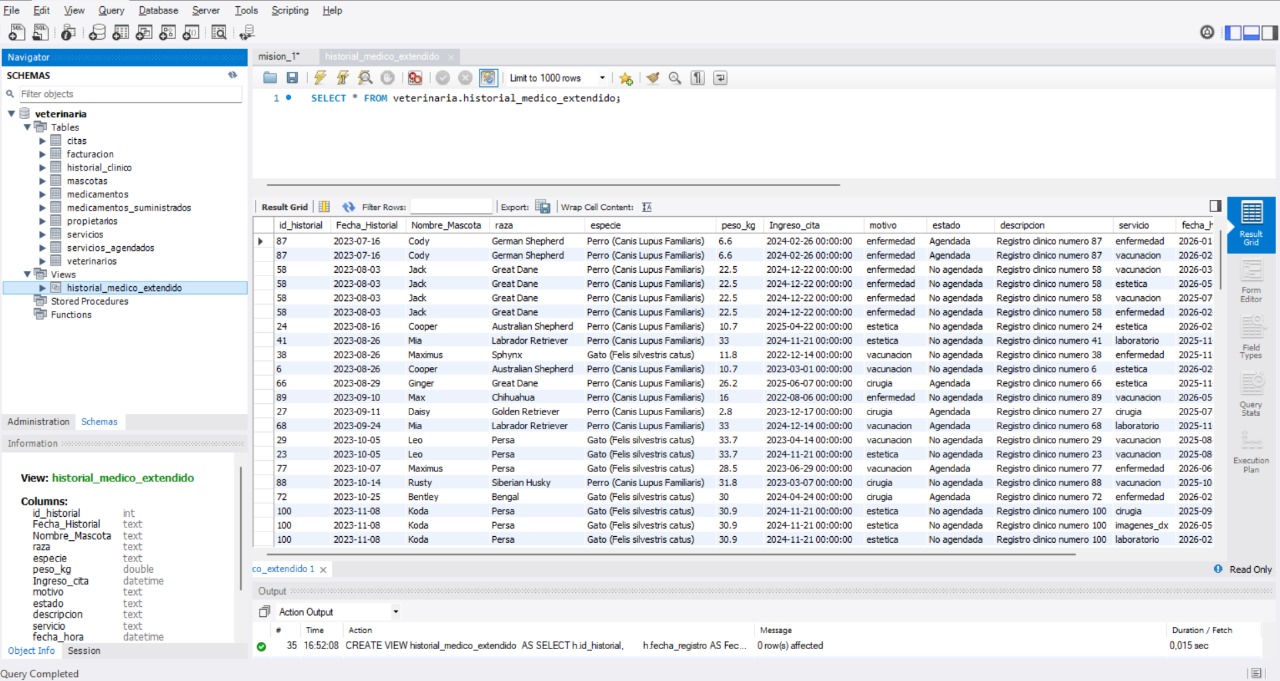 File Edit View Query Database Server Tools Scripting Help
Navigator
SCHEMAS
Filter objects
veterinaria
Tables
citas
facturacion
historial_clinico
mascotas
medicamentos
medicamentos_suministrados
propietarios
servicios
servicios_agendados
veterinarios
Views
historial_medico_extendido
Stored Procedures
Functions
Administration Schemas
Information
View: historial_medico_extendido
Columns:
id_historial int
Fecha_Historial text
Nombre_Mascota text
raza text
especie text
peso_kg double
Ingreso_cita datetime
motivo text
estado text
descripcion text
servicio text
fecha_hora datetime
Object Info Session
Query Completed
mision_1* historial_medico_extendido
Limit to 1000 rows
1 SELECT * FROM veterinaria.historial_medico_extendido;
Result Grid Filter Rows: Export: Wrap Cell Content:
id_historial Fecha_Historial Nombre_Mascota raza especie peso_kg Ingreso_cita motivo estado descripcion servicio fecha_h
87 2023-07-16 Cody German Shepherd Perro (Canis Lupus Familiaris) 6.6 2024-02-26 00:00:00 enfermedad Agendada Registro clinico numero 87 enfermedad 2026-01
87 2023-07-16 Cody German Shepherd Perro (Canis Lupus Familiaris) 6.6 2024-02-26 00:00:00 enfermedad Agendada Registro clinico numero 87 vacunacion 2026-02
58 2023-08-03 Jack Great Dane Perro (Canis Lupus Familiaris) 22.5 2024-12-22 00:00:00 enfermedad No agendada Registro clinico numero 58 vacunacion 2026-03
58 2023-08-03 Jack Great Dane Perro (Canis Lupus Familiaris) 22.5 2024-12-22 00:00:00 enfermedad No agendada Registro clinico numero 58 estetica 2026-05
58 2023-08-03 Jack Great Dane Perro (Canis Lupus Familiaris) 22.5 2024-12-22 00:00:00 enfermedad No agendada Registro clinico numero 58 vacunacion 2025-07
58 2023-08-03 Jack Great Dane Perro (Canis Lupus Familiaris) 22.5 2024-12-22 00:00:00 enfermedad No agendada Registro clinico numero 58 enfermedad 2026-02
24 2023-08-16 Cooper Australian Shepherd Perro (Canis Lupus Familiaris) 10.7 2025-04-22 00:00:00 estetica No agendada Registro clinico numero 24 estetica 2026-02
41 2023-08-26 Mia Labrador Retriever Perro (Canis Lupus Familiaris) 33 2024-11-21 00:00:00 estetica No agendada Registro clinico numero 41 laboratorio 2025-11
38 2023-08-26 Maximus Sphynx Gato (Felis silvestris catus) 11.8 2022-12-14 00:00:00 vacunacion No agendada Registro clinico numero 38 enfermedad 2026-02
6 2023-08-26 Cooper Australian Shepherd Perro (Canis Lupus Familiaris) 10.7 2023-03-01 00:00:00 vacunacion No agendada Registro clinico numero 6 estetica 2026-02
66 2023-08-29 Ginger Great Dane Perro (Canis Lupus Familiaris) 26.2 2025-06-07 00:00:00 cirugia Agendada Registro clinico numero 66 estetica 2025-11
89 2023-09-10 Max Chihuahua Perro (Canis Lupus Familiaris) 16 2022-08-06 00:00:00 enfermedad No agendada Registro clinico numero 89 vacunacion 2026-05
27 2023-09-11 Daisy Golden Retriever Perro (Canis Lupus Familiaris) 2.8 2023-12-17 00:00:00 cirugia Agendada Registro clinico numero 27 cirugia 2025-07
68 2023-09-24 Mia Labrador Retriever Perro (Canis Lupus Familiaris) 33 2024-12-14 00:00:00 vacunacion Agendada Registro clinico numero 68 laboratorio 2025-11
29 2023-10-05 Leo Persa Gato (Felis silvestris catus) 33.7 2023-04-14 00:00:00 vacunacion No agendada Registro clinico numero 29 vacunacion 2025-08
23 2023-10-05 Leo Persa Gato (Felis silvestris catus) 33.7 2024-11-21 00:00:00 estetica No agendada Registro clinico numero 23 vacunacion 2025-08
77 2023-10-07 Maximus Persa Gato (Felis silvestris catus) 28.5 2023-06-29 00:00:00 vacunacion Agendada Registro clinico numero 77 enfermedad 2026-06
88 2023-10-14 Rusty Siberian Husky Perro (Canis Lupus Familiaris) 31.8 2023-03-07 00:00:00 cirugia No agendada Registro clinico numero 88 vacunacion 2025-10
72 2023-10-25 Bentley Bengal Gato (Felis silvestris catus) 30 2024-04-24 00:00:00 cirugia Agendada Registro clinico numero 72 enfermedad 2026-02
100 2023-11-08 Koda Persa Gato (Felis silvestris catus) 30.9 2024-11-21 00:00:00 estetica No agendada Registro clinico numero 100 cirugia 2025-09
100 2023-11-08 Koda Persa Gato (Felis silvestris catus) 30.9 2024-11-21 00:00:00 estetica No agendada Registro clinico numero 100 imagenes_dx 2026-05
100 2023-11-08 Koda Persa Gato (Felis silvestris catus) 30.9 2024-11-21 00:00:00 estetica No agendada Registro clinico numero 100 laboratorio 2026-02
Result
Grid
Form
Editor
Field
Types
Query
Stats
Execution
Plan
co_extendido 1 Read Only
Output
Action Output
# Time Action Message Duration / Fetch
35 16:52:08 CREATE VIEW historial_medico_extendido AS SELECT h.id_historial, h.fecha_registro AS Fec... 0 row(s) affected 0,015 sec